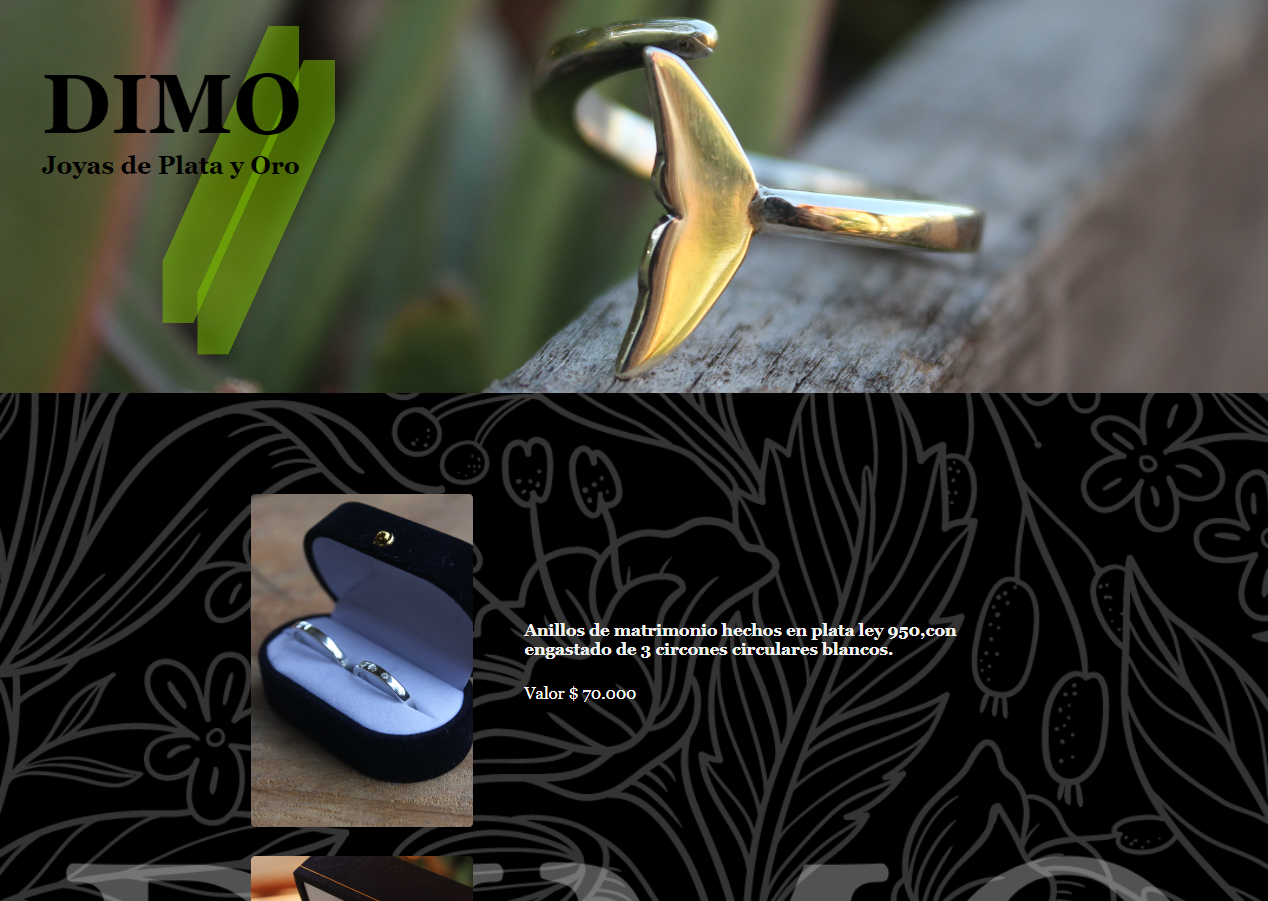 DIMO
Joyas de Plata y Oro
Anillos de matrimonio hechos en plata ley 950,con
engastado de 3 circones circulares blancos.
Valor $ 70.000